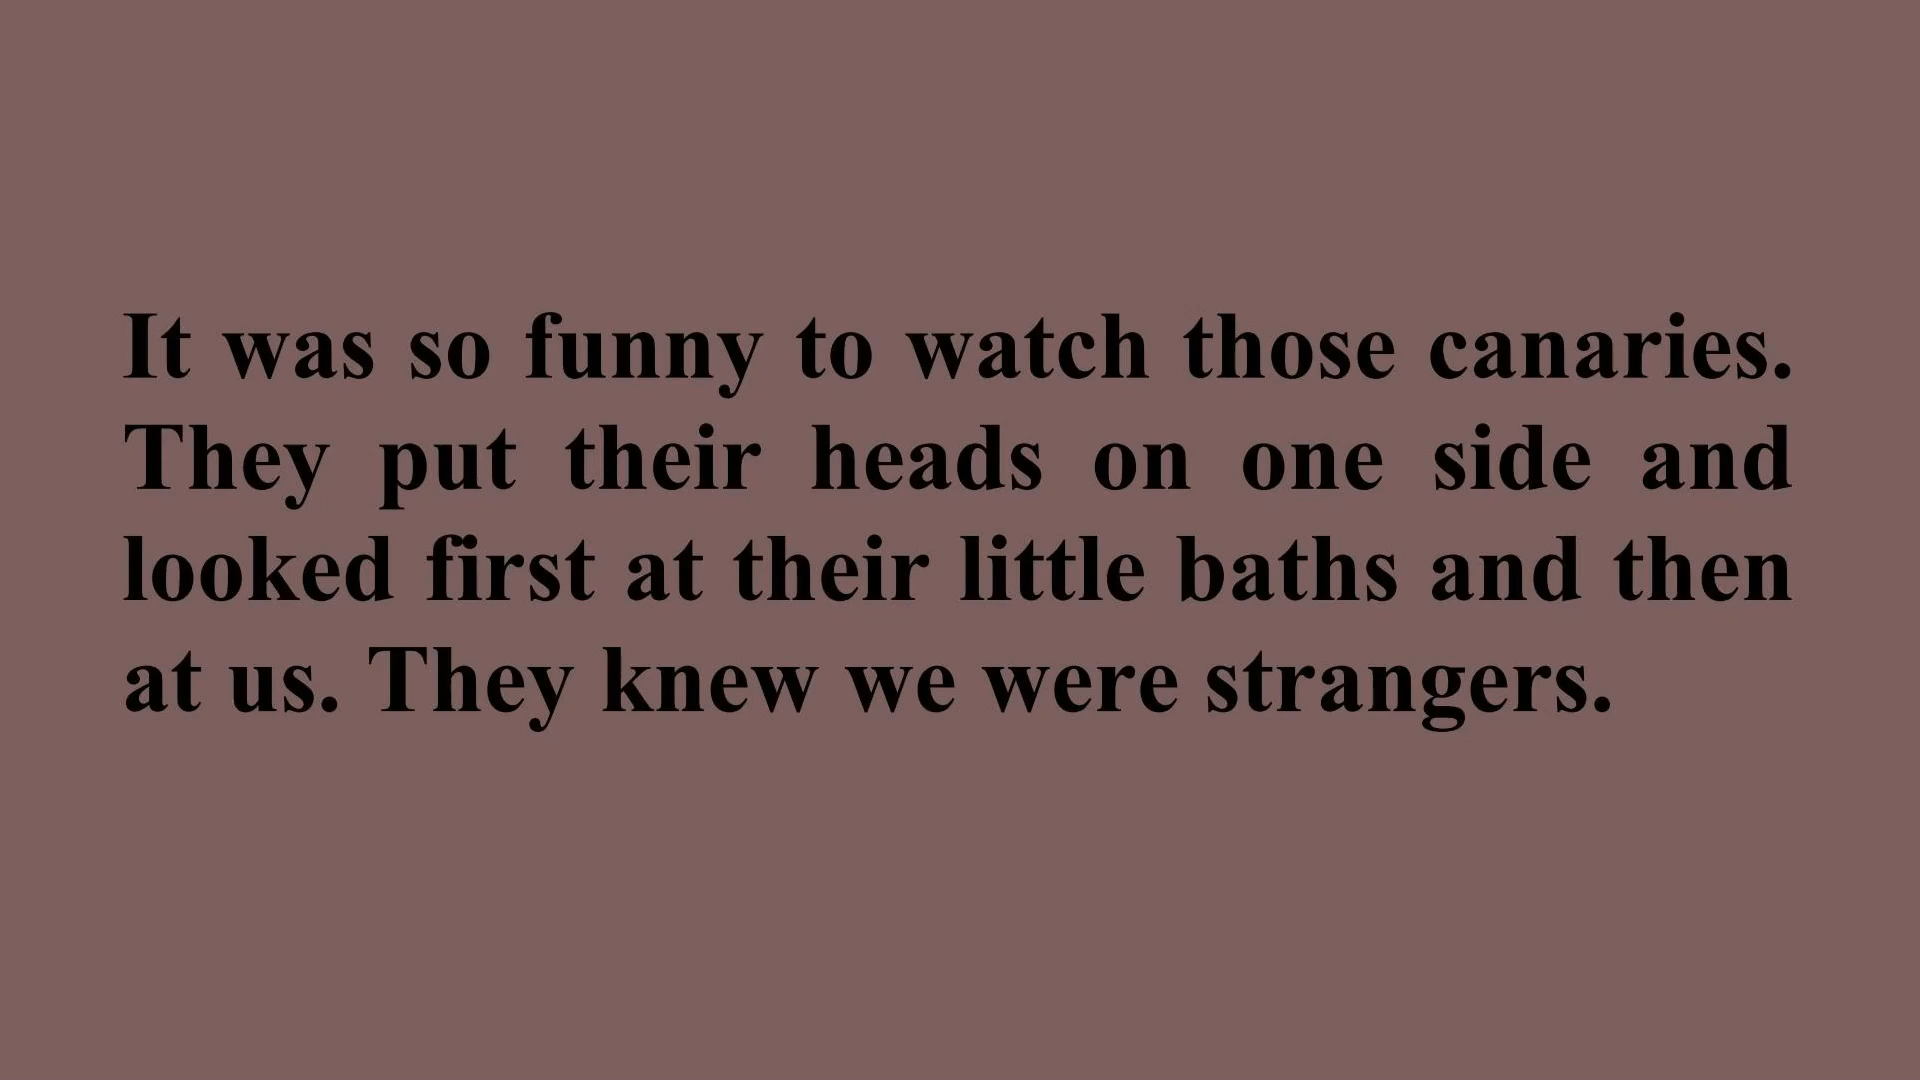 It was so funny to watch those canaries.
They put their heads on one side and
looked first at their little baths and then
at us. They knew we were strangers.